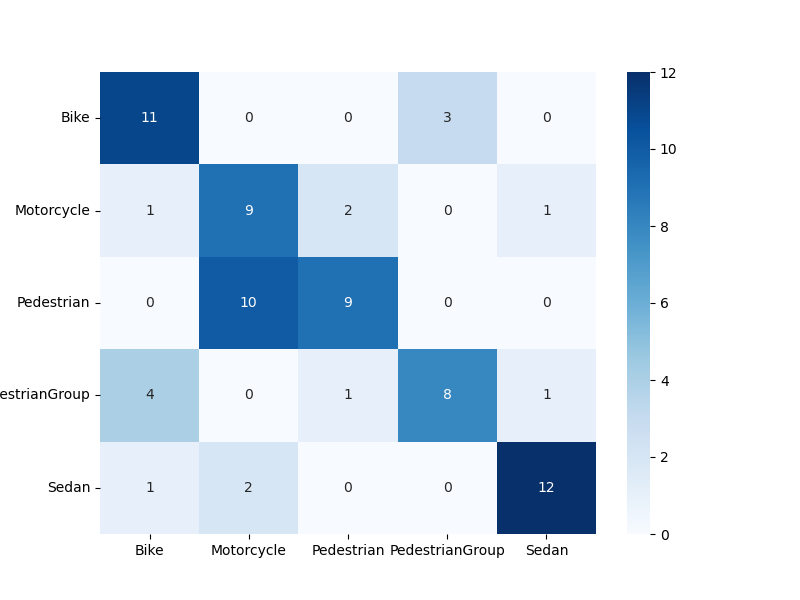 12
Bike 11 0 0 3 0
10
Motorcycle 1 9 2 0 1
8
6
Pedestrian 0 10 9 0 0
4
estrianGroup 4 0 1 8 1
2
Sedan 1 2 0 0 12
0
Bike Motorcycle Pedestrian PedestrianGroup Sedan